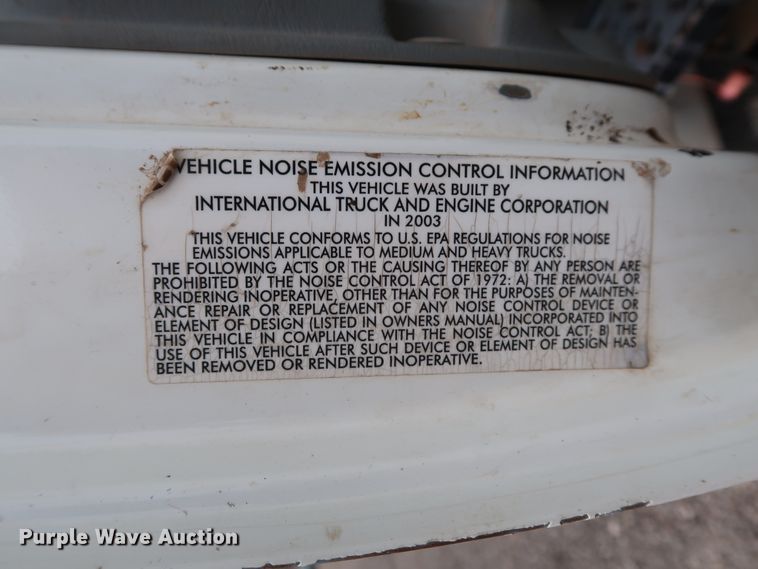 VEHICLE NOISE EMISSION CONTROL INFORMATION
THIS VEHICLE WAS BUILT BY
INTERNATIONAL TRUCK AND ENGINE CORPORATION
IN 2003
THIS VEHICLE CONFORMS TO U.S. EPA REGULATIONS FOR NOISE
EMISSIONS APPLICABLE TO MEDIUM AND HEAVY TRUCKS.
THE FOLLOWING ACTS OR THE CAUSING THEREOF BY ANY PERSON ARE
PROHIBITED BY THE NOISE CONTROL ACT OF 1972: A) THE REMOVAL OR
RENDERING INOPERATIVE, OTHER THAN FOR THE PURPOSES OF MAINTEN-
ANCE REPAIR OR REPLACEMENT OF ANY NOISE CONTROL DEVICE OR
ELEMENT OF DESIGN (LISTED IN OWNERS MANUAL) INCORPORATED INTO
THIS VEHICLE IN COMPLIANCE WITH THE NOISE CONTROL ACT; B) THE
USE OF THIS VEHICLE AFTER SUCH DEVICE OR ELEMENT OF DESIGN HAS
BEEN REMOVED OR RENDERED INOPERATIVE.
Purple Wave Auction